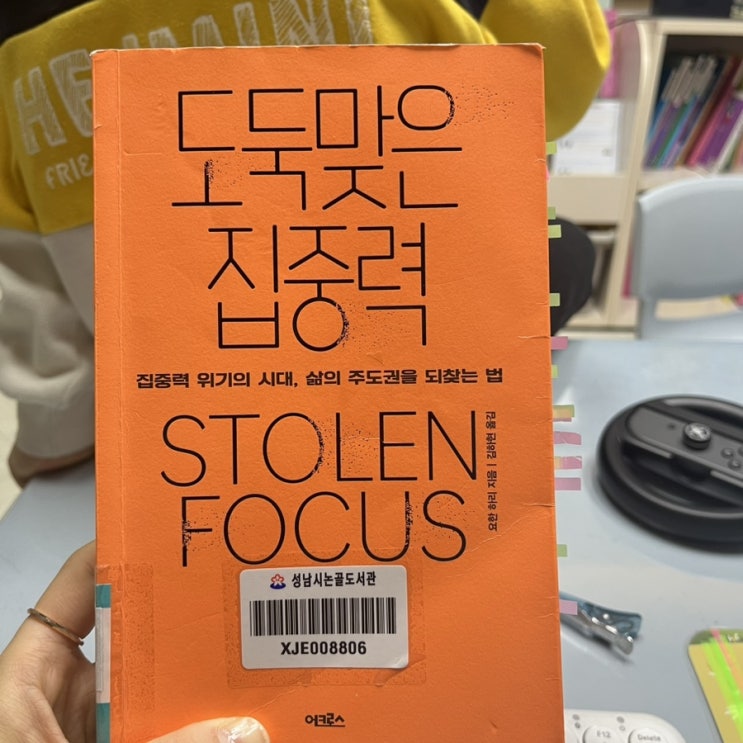 도둑맞은
집중력
집중력 위기의 시대, 삶의 주도권을 되찾는 법
STOLEN
FOCUS
요한 하리 지음 | 김하현 옮김
성남시논골도서관
XJE008806
어크로스
F12
Delete